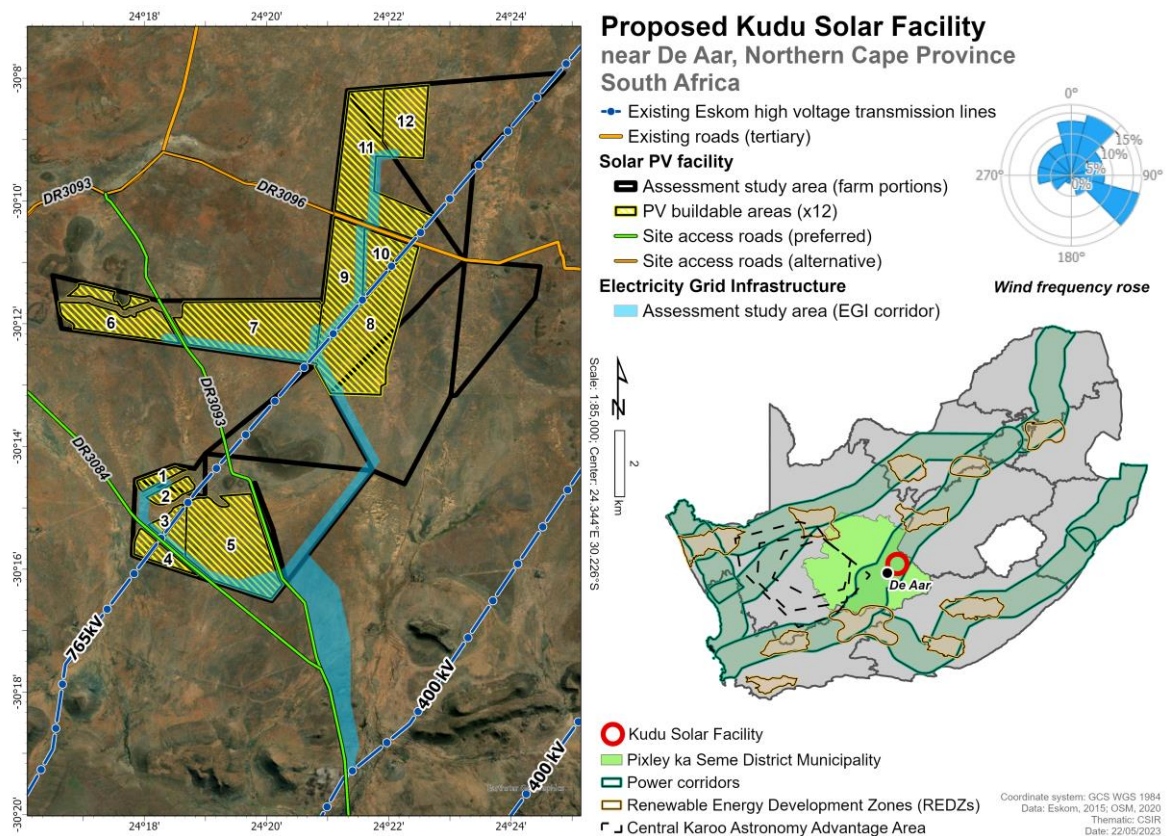 Proposed Kudu Solar Facility
near De Aar, Northern Cape Province
South Africa
Existing Eskom high voltage transmission lines
Existing roads (tertiary)
Solar PV facility
Assessment study area (farm portions)
PV buildable areas (x12)
Site access roads (preferred)
Site access roads (alternative)
Electricity Grid Infrastructure
Assessment study area (EGI corridor)
0°
15%
10%
5%
0%
270°
90°
180°
Wind frequency rose
24°18'
24°20'
24°22'
24°24'
-30°8'
-30°10'
-30°12'
-30°14'
-30°16'
-30°18'
-30°20'
12
11
DR3093
DR3096
10
9
8
7
6
DR3093
DR3084
1
2
3
4
5
765kV
400 kV
400 kV
24°18'
24°20'
24°22'
24°24'
Scale: 1:85,000; Center: 24.344°E 30.226°S
N
2
km
De Aar
Kudu Solar Facility
Pixley ka Seme District Municipality
Power corridors
Renewable Energy Development Zones (REDZs)
Central Karoo Astronomy Advantage Area
Coordinate system: GCS WGS 1984
Data: Eskom, 2015; OSM, 2020
Thematic: CSIR
Date: 22/05/2023